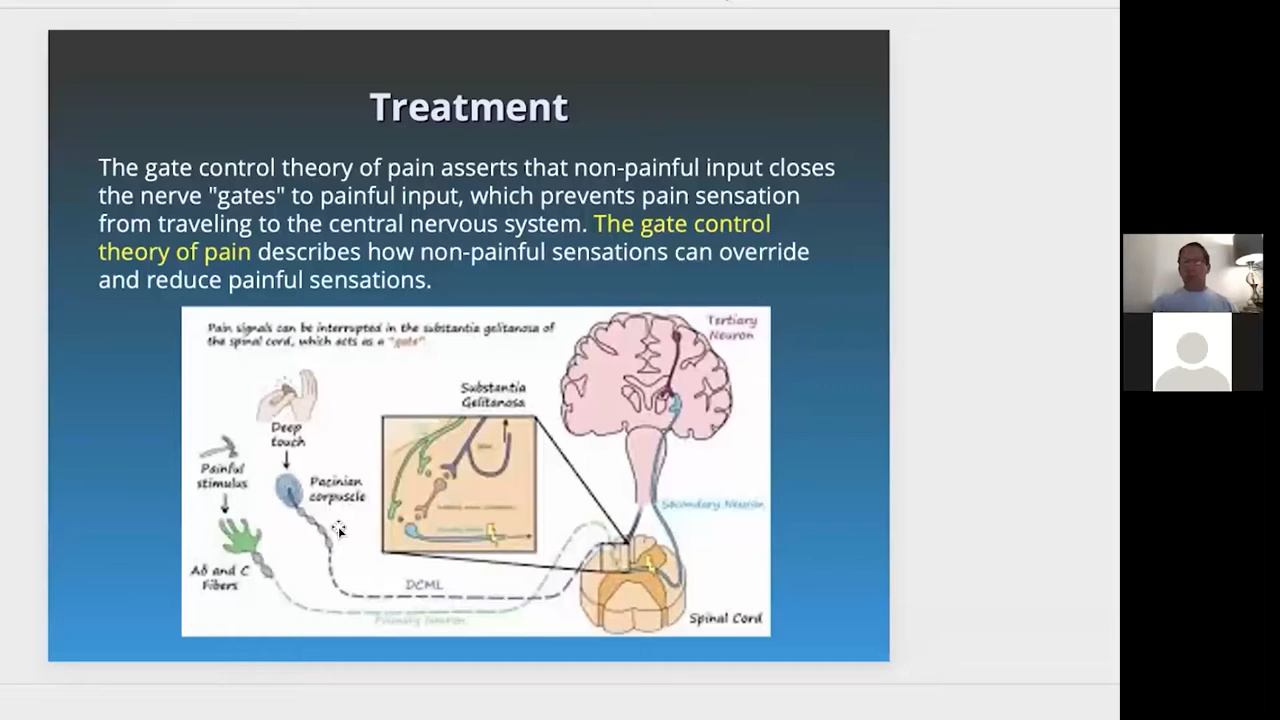 Treatment
The gate control theory of pain asserts that non-painful input closes
the nerve "gates" to painful input, which prevents pain sensation
from traveling to the central nervous system. The gate control
theory of pain describes how non-painful sensations can override
and reduce painful sensations.
Pain signals can be interrupted in the substantia gelitanosa of
the spinal cord, which acts as a "gate"
Tertiary
Neuron
Substantia
Gelitanosa
Deep
touch
Painful
stimulus
Pacinian
corpuscle
Secondary Neuron
Aδ and C
Fibers
DCML
Primary Neuron
Spinal Cord